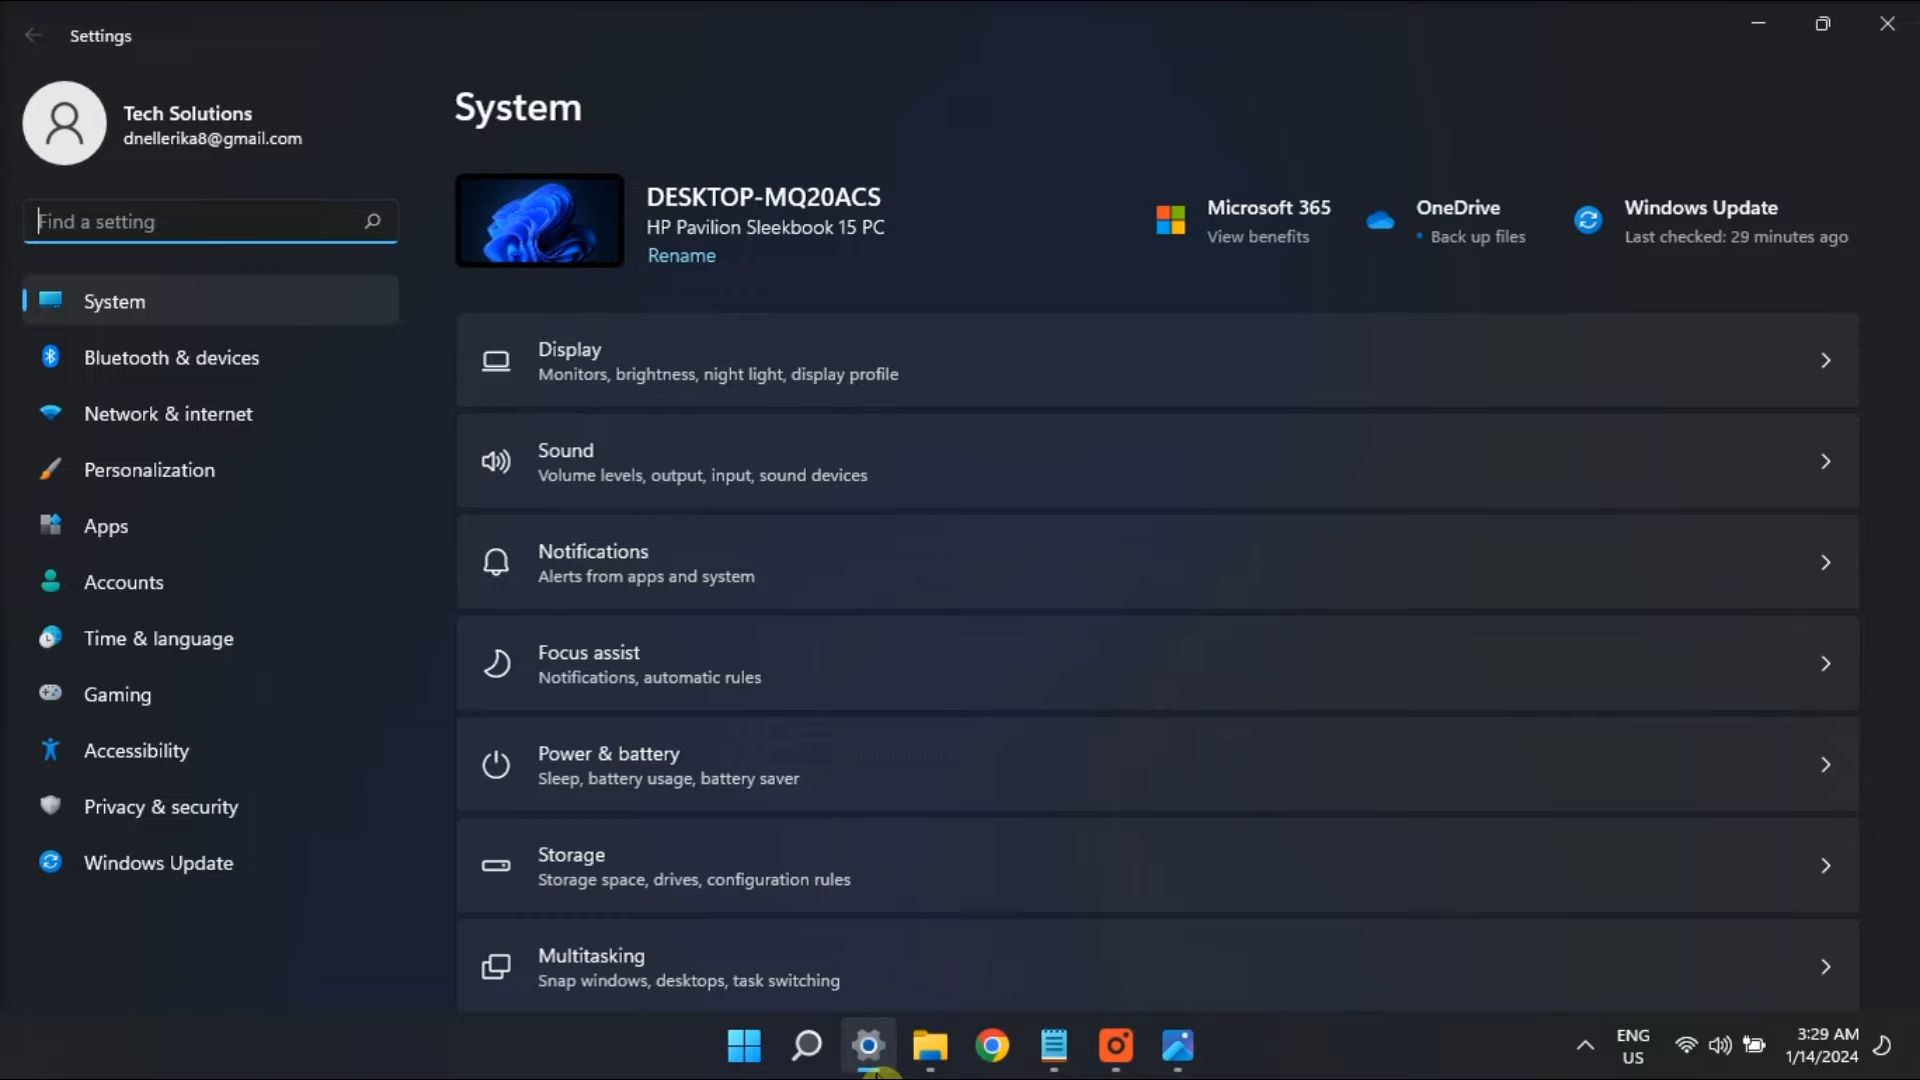 Settings
Tech Solutions
dnellerika8@gmail.com
Find a setting
System
Bluetooth & devices
Network & internet
Personalization
Apps
Accounts
Time & language
Gaming
Accessibility
Privacy & security
Windows Update
System
DESKTOP-MQ20ACS
HP Pavilion Sleekbook 15 PC
Rename
Microsoft 365
View benefits
OneDrive
Back up files
Windows Update
Last checked: 29 minutes ago
Display
Monitors, brightness, night light, display profile
Sound
Volume levels, output, input, sound devices
Notifications
Alerts from apps and system
Focus assist
Notifications, automatic rules
Power & battery
Sleep, battery usage, battery saver
Storage
Storage space, drives, configuration rules
Multitasking
Snap windows, desktops, task switching
ENG
US
3:29 AM
1/14/2024